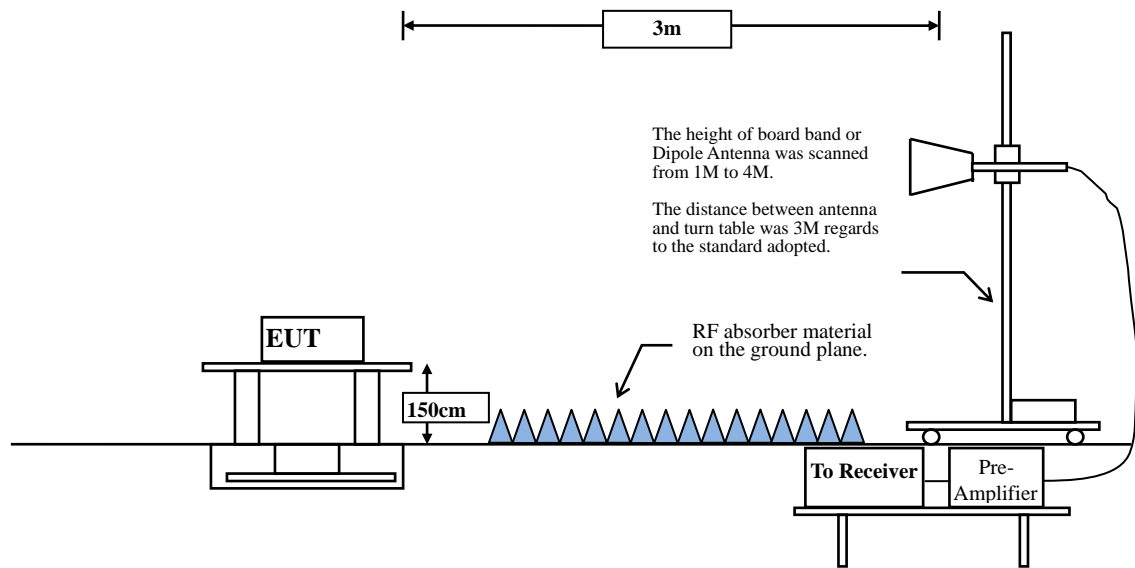 3m
The height of board band or
Dipole Antenna was scanned
from 1M to 4M.
The distance between antenna
and turn table was 3M regards
to the standard adopted.
EUT
RF absorber material
on the ground plane.
150cm
To Receiver
Pre-
Amplifier